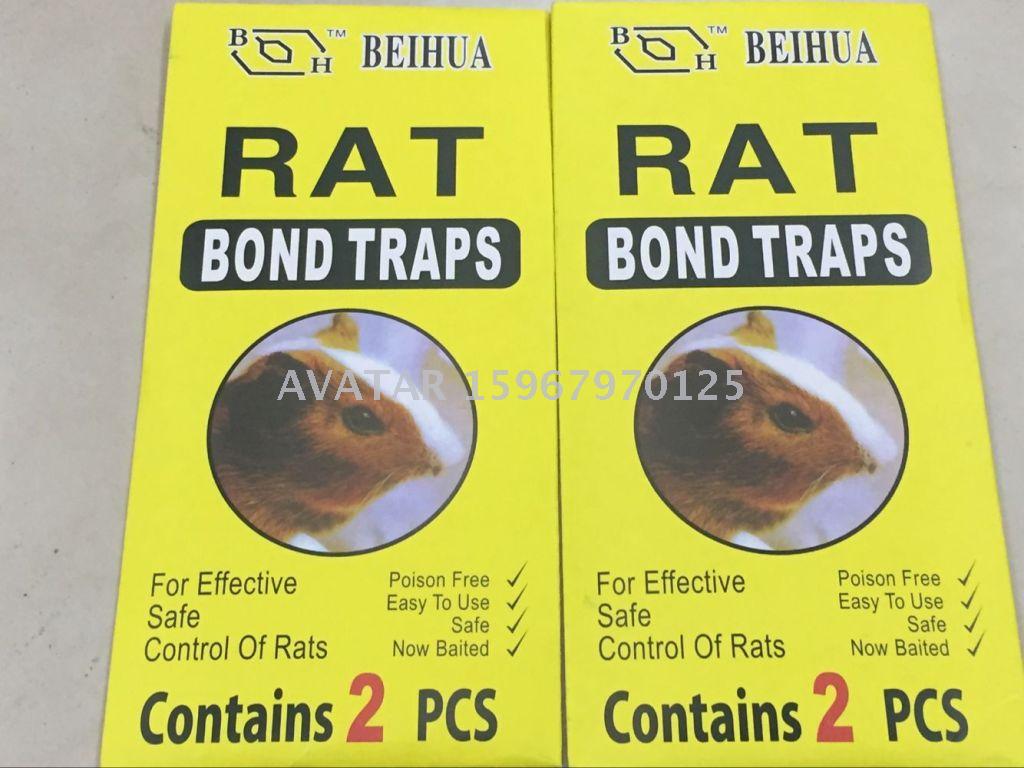 B H TM BEIHUA
RAT
BOND TRAPS
For Effective
Safe
Control Of Rats
Poison Free ✓
Easy To Use ✓
Safe ✓
Now Baited ✓
Contains 2 PCS
B H TM BEIHUA
RAT
BOND TRAPS
For Effective
Safe
Control Of Rats
Poison Free ✓
Easy To Use ✓
Safe ✓
Now Baited ✓
Contains 2 PCS
AVATAR 15967970125